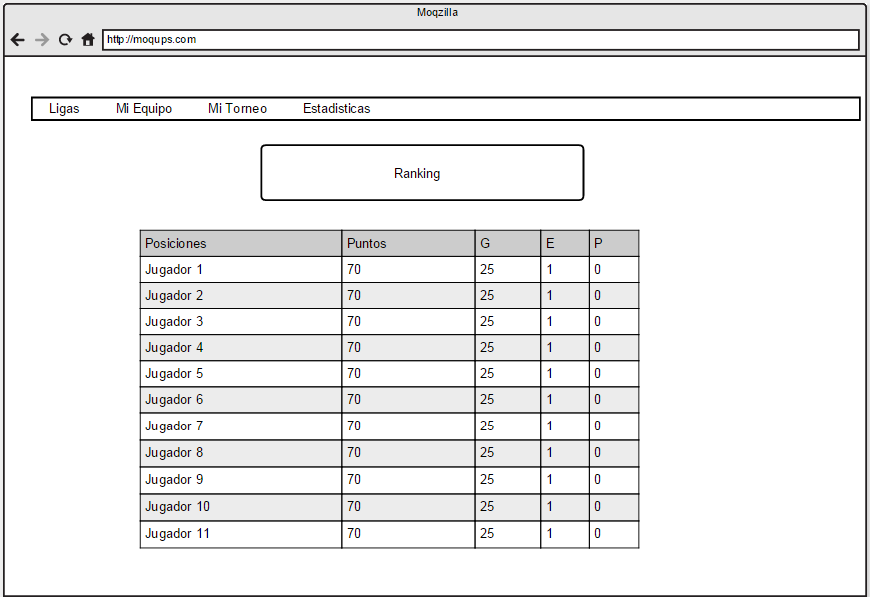 Moqzilla
http://moqups.com
Ligas Mi Equipo Mi Torneo Estadisticas
Ranking
Posiciones Puntos G E P
Jugador 1 70 25 1 0
Jugador 2 70 25 1 0
Jugador 3 70 25 1 0
Jugador 4 70 25 1 0
Jugador 5 70 25 1 0
Jugador 6 70 25 1 0
Jugador 7 70 25 1 0
Jugador 8 70 25 1 0
Jugador 9 70 25 1 0
Jugador 10 70 25 1 0
Jugador 11 70 25 1 0